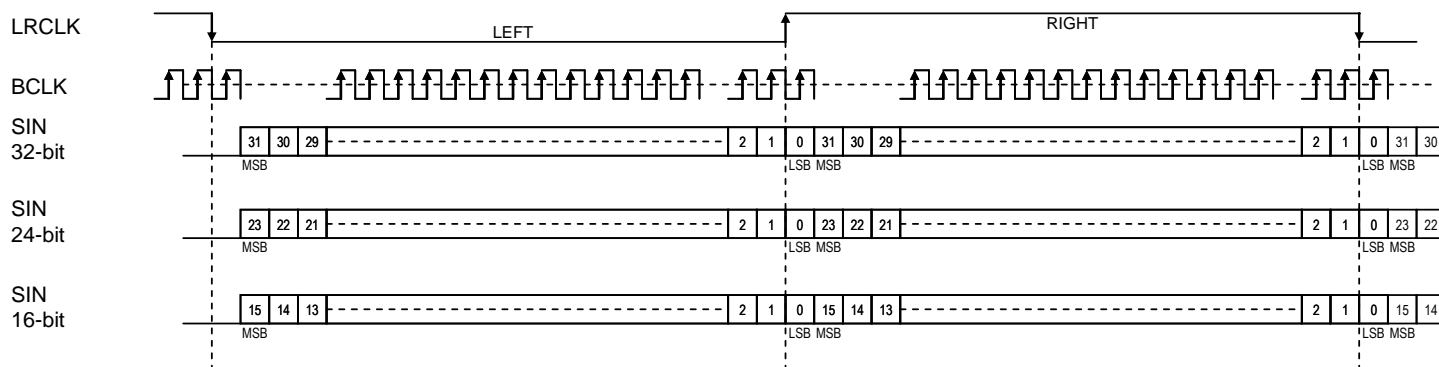 LRCLK
LEFT
RIGHT
BCLK
SIN
32-bit
31 30 29 2 1 0 31 30 29 2 1 0 31 30
MSB LSB MSB LSB MSB
SIN
24-bit
23 22 21 2 1 0 23 22 21 2 1 0 23 22
MSB LSB MSB LSB MSB
SIN
16-bit
15 14 13 2 1 0 15 14 13 2 1 0 15 14
MSB LSB MSB LSB MSB